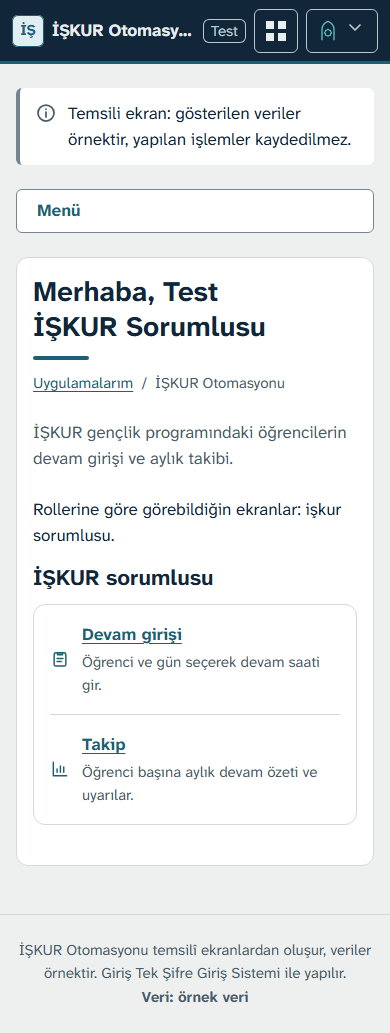 İŞ İŞKUR Otomasy... Test
Temsili ekran: gösterilen veriler
örnektir, yapılan işlemler kaydedilmez.
Menü
Merhaba, Test
İŞKUR Sorumlusu
Uygulamalarım / İŞKUR Otomasyonu
İŞKUR gençlik programındaki öğrencilerin
devam girişi ve aylık takibi.
Rollerine göre görebildiğin ekranlar: işkur
sorumlusu.
İŞKUR sorumlusu
Devam girişi
Öğrenci ve gün seçerek devam saati
gir.
Takip
Öğrenci başına aylık devam özeti ve
uyarılar.
İŞKUR Otomasyonu temsilî ekranlardan oluşur, veriler
örnektir. Giriş Tek Şifre Giriş Sistemi ile yapılır.
Veri: örnek veri